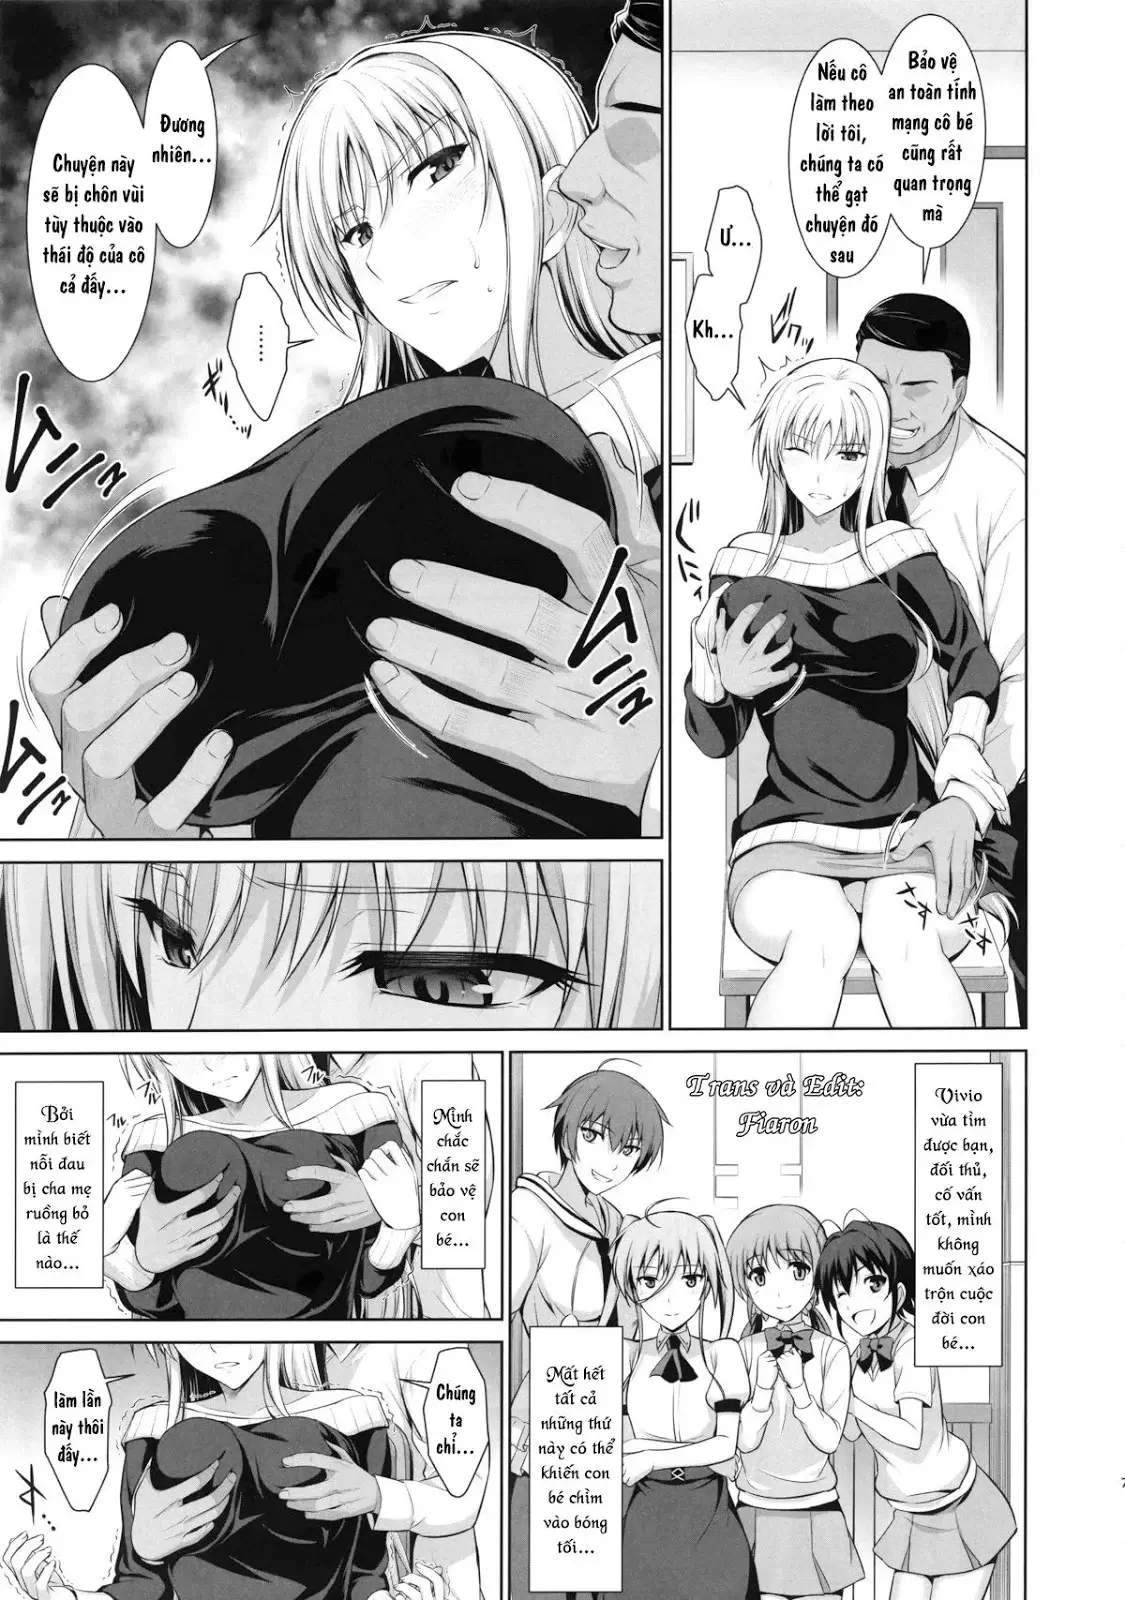 Bảo vệ
an toàn tính
mạng cô bé
cũng rất
quan trọng
mà
Nếu cô
làm theo
lời tôi,
chúng ta có
thể gạt
chuyện đó
sau
Ư...
Kh...
Đương
nhiên...
Chuyện này
sẽ bị chôn vùi
tùy thuộc vào
thái độ của cô
cả đấy...
........
Trans và Edit:
Fiaron
Vivio
vừa tìm
được bạn,
đối thủ,
cố vấn
tốt, mình
không
muốn xáo
trộn cuộc
đời con
bé...
Mất hết
tất cả
những thứ
này có thể
khiến con
bé chìm
vào bóng
tối...
Mình
chắc
chắn sẽ
bảo vệ
con
bé...
Bởi
mình biết
nỗi đau
bị cha mẹ
ruồng bỏ
là thế
nào...
Chúng
ta
chỉ...
làm lần
này thôi
đấy...
7